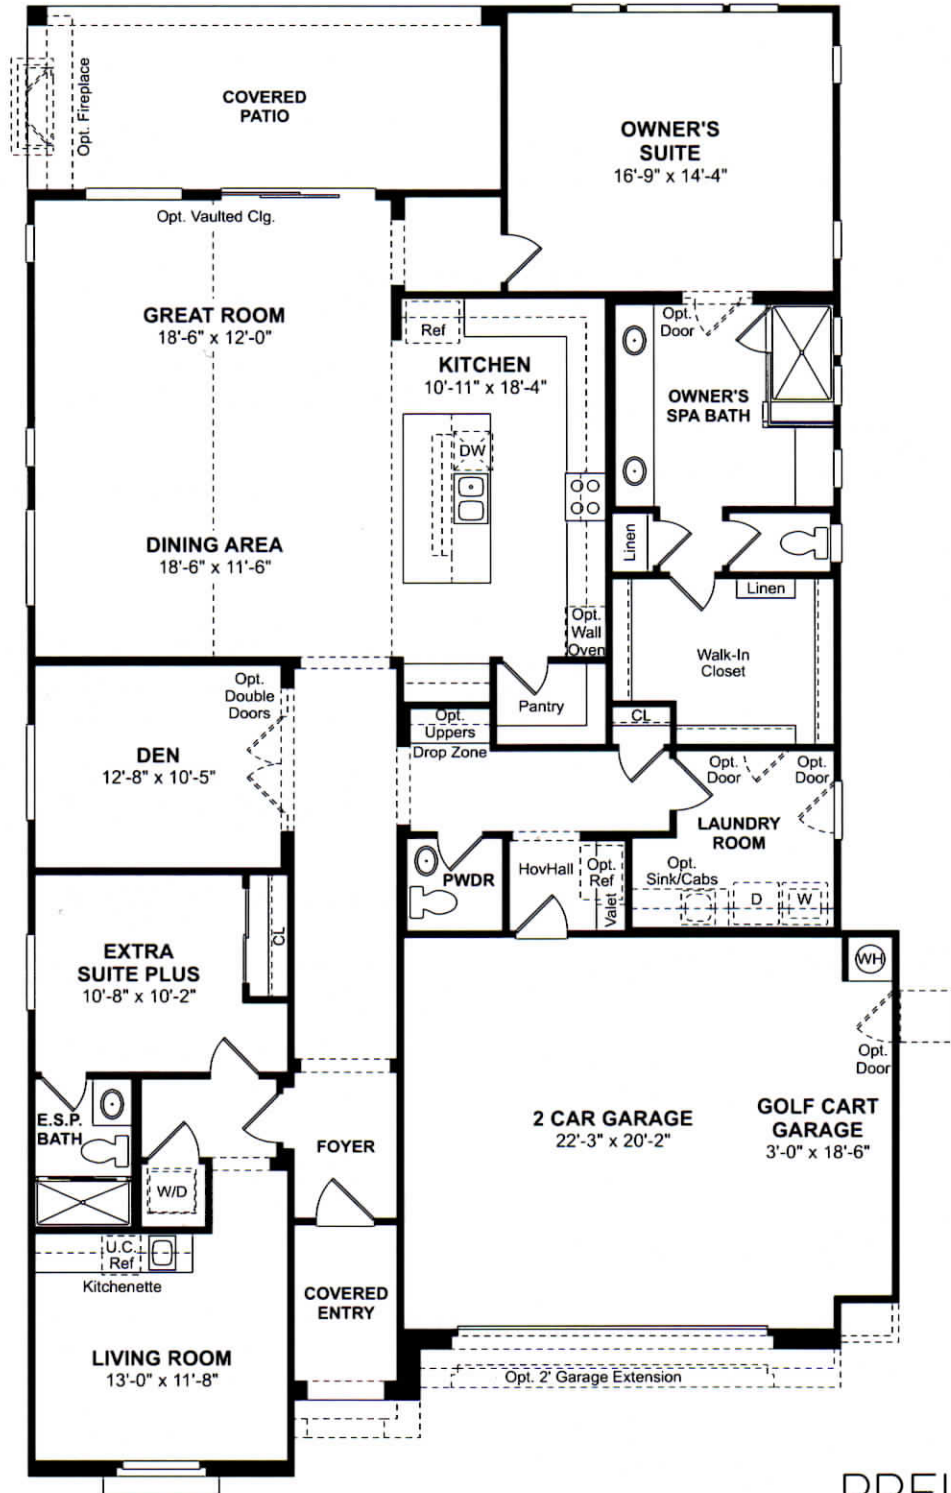 COVERED
PATIO
Opt. Fireplace
OWNER'S
SUITE
16'-9" x 14'-4"
Opt. Vaulted Clg.
GREAT ROOM
18'-6" x 12'-0"
Ref
KITCHEN
10'-11" x 18'-4"
Opt.
Door
OWNER'S
SPA BATH
DW
DINING AREA
18'-6" x 11'-6"
Linen
Linen
Opt.
Wall
Oven
Walk-In
Closet
Opt.
Double
Doors
Pantry
CL
Opt.
Uppers
Drop Zone
DEN
12'-8" x 10'-5"
Opt.
Door
Opt.
Door
LAUNDRY
ROOM
PWDR
HovHall
Opt.
Ref
Valet
Opt.
Sink/Cabs
D
W
CL
EXTRA
SUITE PLUS
10'-8" x 10'-2"
WH
Opt.
Door
E.S.P.
BATH
FOYER
2 CAR GARAGE
22'-3" x 20'-2"
GOLF CART
GARAGE
3'-0" x 18'-6"
W/D
U.C.
Ref
Kitchenette
COVERED
ENTRY
LIVING ROOM
13'-0" x 11'-8"
Opt. 2' Garage Extension